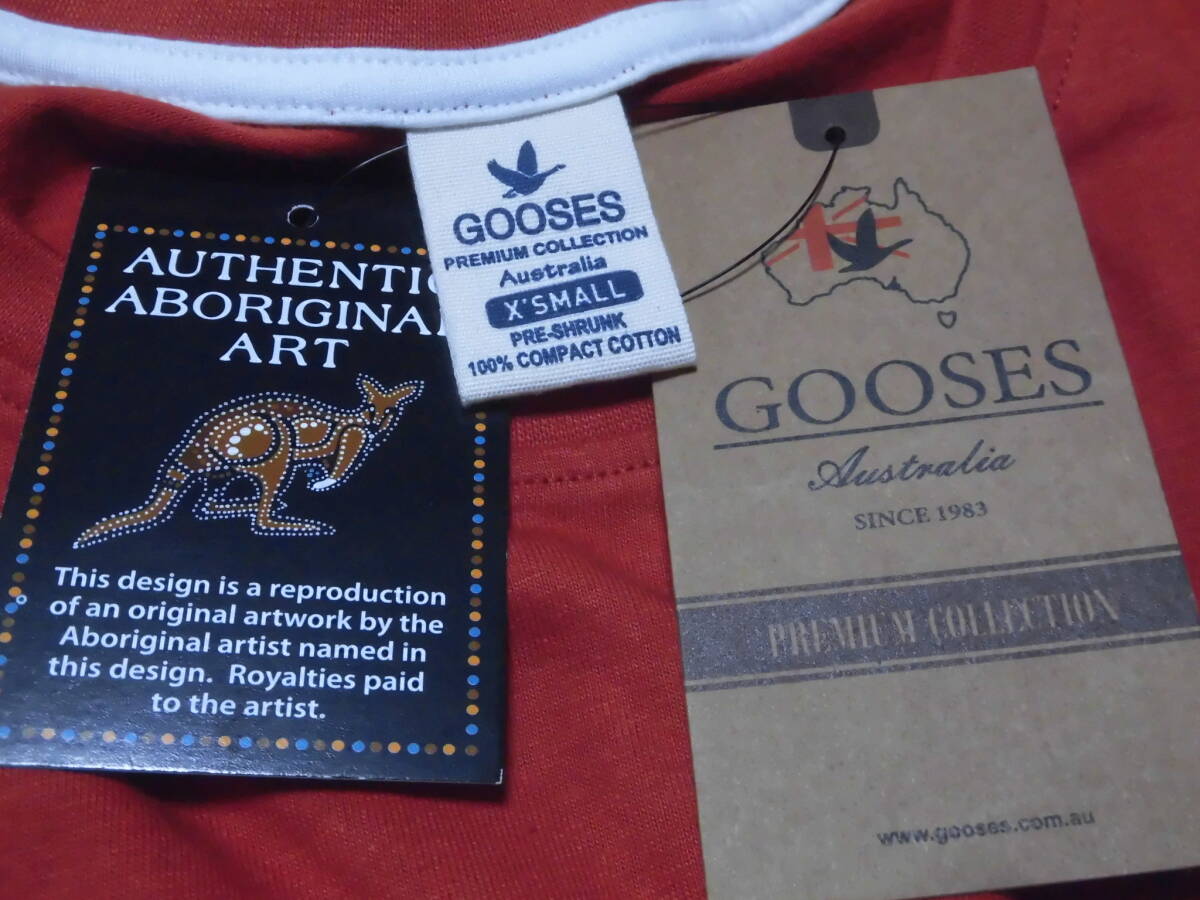 AUTHENTIC
ABORIGINAL
ART
This design is a reproduction
of an original artwork by the
Aboriginal artist named in
this design. Royalties paid
to the artist.
GOOSES
PREMIUM COLLECTION
Australia
X'SMALL
PRE-SHRUNK
100% COMPACT COTTON
GOOSES
Australia
SINCE 1983
PREMIUM COLLECTION
www.gooses.com.au